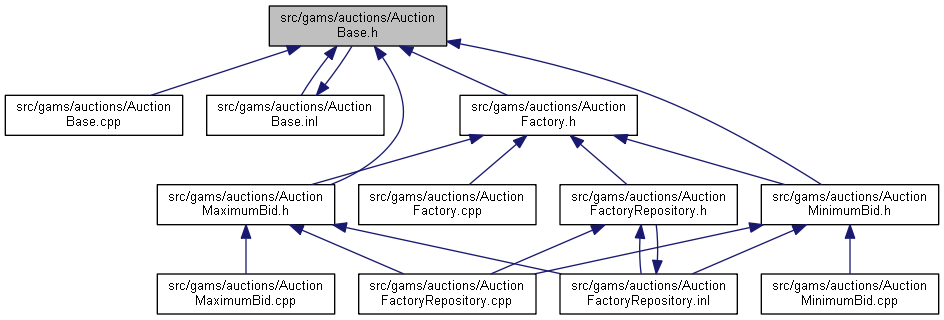 src/gams/auctions/Auction
Base.h
src/gams/auctions/Auction
Base.cpp
src/gams/auctions/Auction
Base.inl
src/gams/auctions/Auction
Factory.h
src/gams/auctions/Auction
MaximumBid.h
src/gams/auctions/Auction
Factory.cpp
src/gams/auctions/Auction
FactoryRepository.h
src/gams/auctions/Auction
MinimumBid.h
src/gams/auctions/Auction
MaximumBid.cpp
src/gams/auctions/Auction
FactoryRepository.cpp
src/gams/auctions/Auction
FactoryRepository.inl
src/gams/auctions/Auction
MinimumBid.cpp